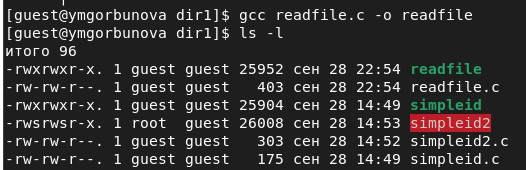 [guest@ymgorbunova dir1]$ gcc readfile.c -o readfile
[guest@ymgorbunova dir1]$ ls -l
итого 96
-rwxrwxr-x. 1 guest guest 25952 сен 28 22:54 readfile
-rw-rw-r--. 1 guest guest   403 сен 28 22:54 readfile.c
-rwxrwxr-x. 1 guest guest 25904 сен 28 14:49 simpleid
-rwsrwsr-x. 1 root  guest 26008 сен 28 14:53 simpleid2
-rw-rw-r--. 1 guest guest   303 сен 28 14:52 simpleid2.c
-rw-rw-r--. 1 guest guest   175 сен 28 14:49 simpleid.c